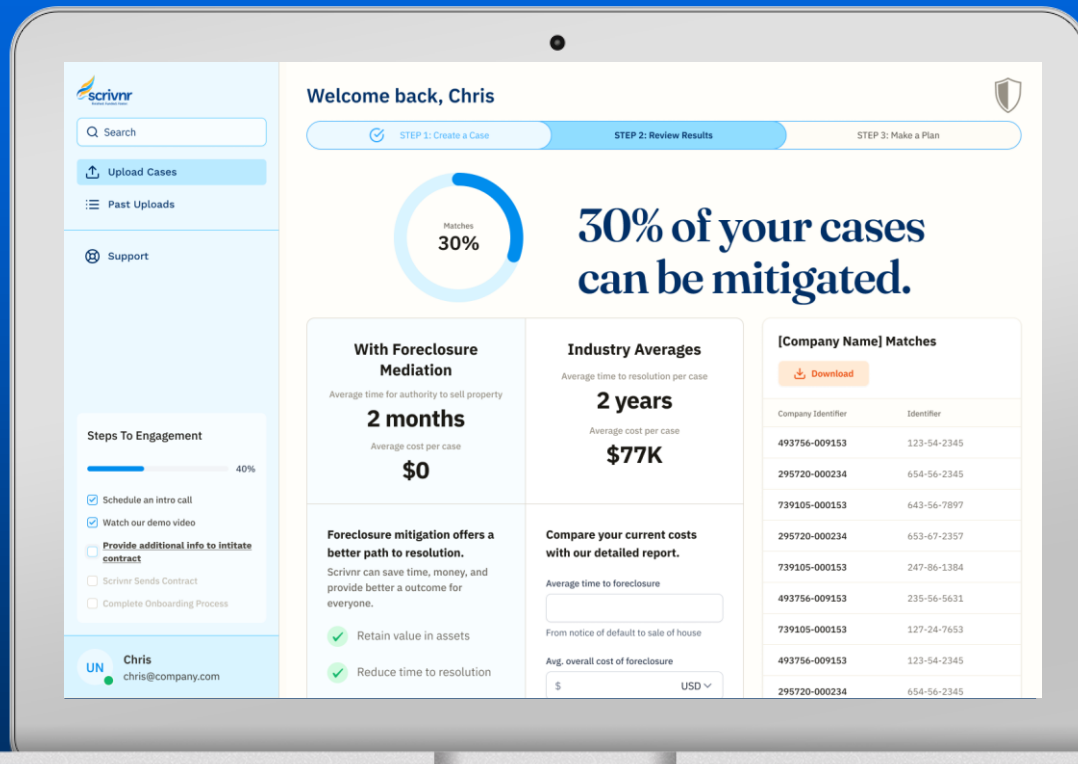 scrivnr
Search
Upload Cases
Past Uploads
Support
Steps To Engagement
40%
Schedule an intro call
Watch our demo video
Provide additional info to intitate
contract
Scrivnr Sends Contract
Complete Onboarding Process
UN
Chris
chris@company.com
Welcome back, Chris
STEP 1: Create a Case
STEP 2: Review Results
STEP 3: Make a Plan
Matches
30%
30% of your cases
can be mitigated.
With Foreclosure
Mediation
Average time for authority to sell property
2 months
Average cost per case
$0
Industry Averages
Average time to resolution per case
2 years
Average cost per case
$77K
Foreclosure mitigation offers a
better path to resolution.
Scrivnr can save time, money, and
provide better a outcome for
everyone.
Retain value in assets
Reduce time to resolution
Compare your current costs
with our detailed report.
Average time to foreclosure
From notice of default to sale of house
Avg. overall cost of foreclosure
$ USD
[Company Name] Matches
Download
Company Identifier Identifier
493756-009153 123-54-2345
295720-000234 654-56-2345
739105-000153 643-56-7897
295720-000234 653-67-2357
739105-000153 247-86-1384
493756-009153 235-56-5631
739105-000153 127-24-7653
493756-009153 123-54-2345
295720-000234 654-56-2345